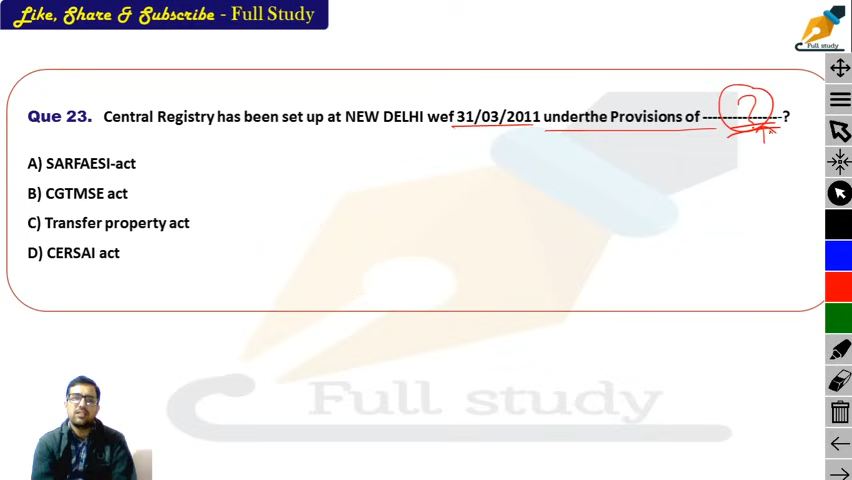 Like, Share & Subscribe - Full Study
Full study
Que 23. Central Registry has been set up at NEW DELHI wef 31/03/2011 underthe Provisions of ----------------?
?
A) SARFAESI-act
B) CGTMSE act
C) Transfer property act
D) CERSAI act
Full study